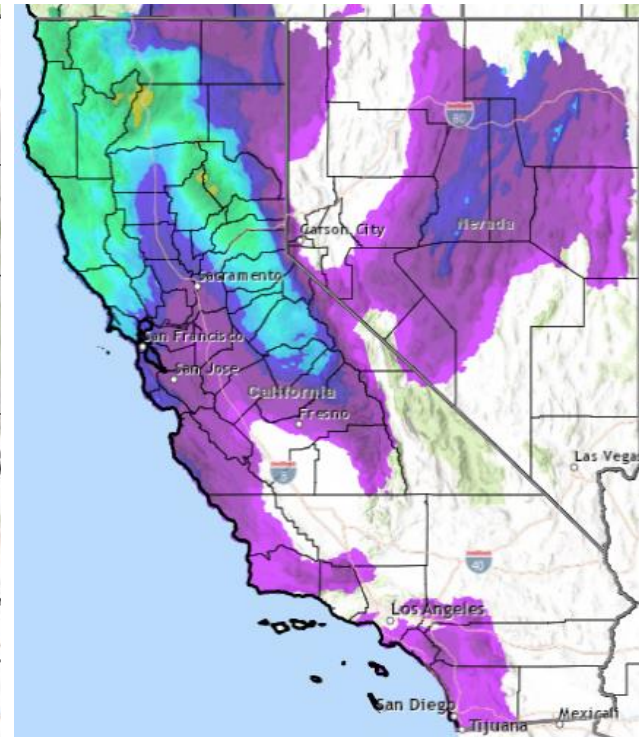 80
Nevada
Carson City
Sacramento
San Francisco
San Jose
California
Fresno
5
Las Vega
40
Los Angeles
San Diego
Tijuana
Mexicali